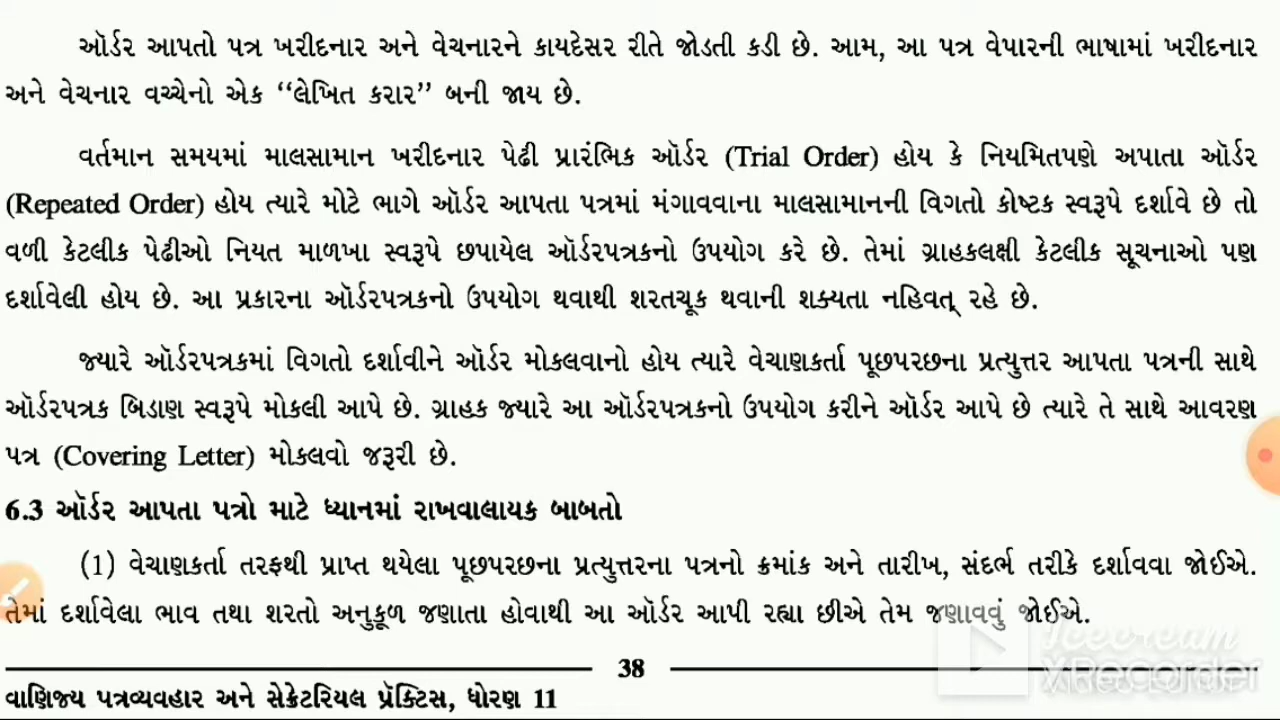 ઑર્ડર આપતો પત્ર ખરીદનાર અને વેચનારને કાયદેસર રીતે જોડતી કડી છે. આમ, આ પત્ર વેપારની ભાષામાં ખરીદનાર
અને વેચનાર વચ્ચેનો એક “લેખિત કરાર” બની જાય છે.
વર્તમાન સમયમાં માલસામાન ખરીદનાર પેઢી પ્રારંભિક ઑર્ડર (Trial Order) હોય કે નિયમિતપણે અપાતા ઑર્ડર
(Repeated Order) હોય ત્યારે મોટે ભાગે ઑર્ડર આપતા પત્રમાં મંગાવવાના માલસામાનની વિગતો કોષ્ટક સ્વરૂપે દર્શાવે છે તો
વળી કેટલીક પેઢીઓ નિયત માળખા સ્વરૂપે છપાયેલ ઑર્ડરપત્રકનો ઉપયોગ કરે છે. તેમાં ગ્રાહકલક્ષી કેટલીક સૂચનાઓ પણ
દર્શાવેલી હોય છે. આ પ્રકારના ઑર્ડરપત્રકનો ઉપયોગ થવાથી શરતચૂક થવાની શક્યતા નહિવત્ રહે છે.
જ્યારે ઑર્ડરપત્રકમાં વિગતો દર્શાવીને ઑર્ડર મોકલવાનો હોય ત્યારે વેચાણકર્તા પૂછપરછના પ્રત્યુત્તર આપતા પત્રની સાથે
ઑર્ડરપત્રક બિડાણ સ્વરૂપે મોકલી આપે છે. ગ્રાહક જ્યારે આ ઑર્ડરપત્રકનો ઉપયોગ કરીને ઑર્ડર આપે છે ત્યારે તે સાથે આવરણ
પત્ર (Covering Letter) મોકલવો જરૂરી છે.
6.3 ઑર્ડર આપતા પત્રો માટે ધ્યાનમાં રાખવાલાયક બાબતો
(1) વેચાણકર્તા તરફથી પ્રાપ્ત થયેલા પૂછપરછના પ્રત્યુત્તરના પત્રનો ક્રમાંક અને તારીખ, સંદર્ભ તરીકે દર્શાવવા જોઈએ.
તેમાં દર્શાવેલા ભાવ તથા શરતો અનુકૂળ જણાતા હોવાથી આ ઑર્ડર આપી રહ્યા છીએ તેમ જણાવવું જોઈએ.
38
વાણિજ્ય પત્રવ્યવહાર અને સેક્રેટરિયલ પ્રૅક્ટિસ, ધોરણ 11
Icecream
XRecorder